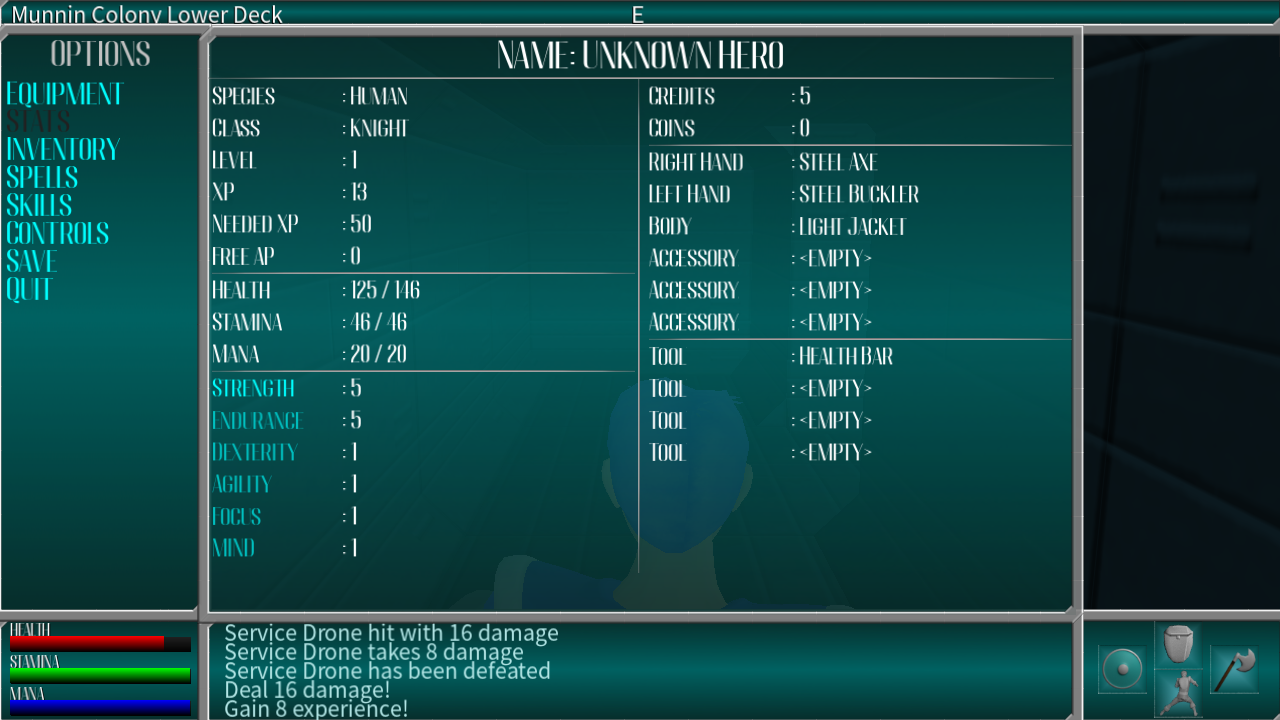 Munnin Colony Lower Deck
E
OPTIONS
EQUIPMENT
STATS
INVENTORY
SPELLS
SKILLS
CONTROLS
SAVE
QUIT
NAME: UNKNOWN HERO
SPECIES : HUMAN
CLASS : KNIGHT
LEVEL : 1
XP : 13
NEEDED XP : 50
FREE AP : 0
HEALTH : 125 / 146
STAMINA : 46 / 46
MANA : 20 / 20
STRENGTH : 5
ENDURANCE : 5
DEXTERITY : 1
AGILITY : 1
FOCUS : 1
MIND : 1
CREDITS : 5
COINS : 0
RIGHT HAND : STEEL AXE
LEFT HAND : STEEL BUCKLER
BODY : LIGHT JACKET
ACCESSORY : <EMPTY>
ACCESSORY : <EMPTY>
ACCESSORY : <EMPTY>
TOOL : HEALTH BAR
TOOL : <EMPTY>
TOOL : <EMPTY>
TOOL : <EMPTY>
HEALTH
STAMINA
MANA
Service Drone hit with 16 damage
Service Drone takes 8 damage
Service Drone has been defeated
Deal 16 damage!
Gain 8 experience!